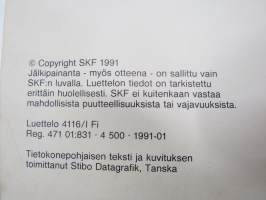 © Copyright SKF 1991
Jälkipainanta - myös otteena - on sallittu vain
SKF:n luvalla. Luettelon tiedot on tarkistettu
erittäin huolellisesti. SKF ei kuitenkaan vastaa
mahdollisista puutteellisuuksista tai vajavuuksista.
Luettelo 4116/I Fi
Reg. 471 01:831 · 4 500 · 1991-01
Tietokonepohjaisen teksti ja kuvituksen
toimittanut Stibo Datagrafik, Tanska